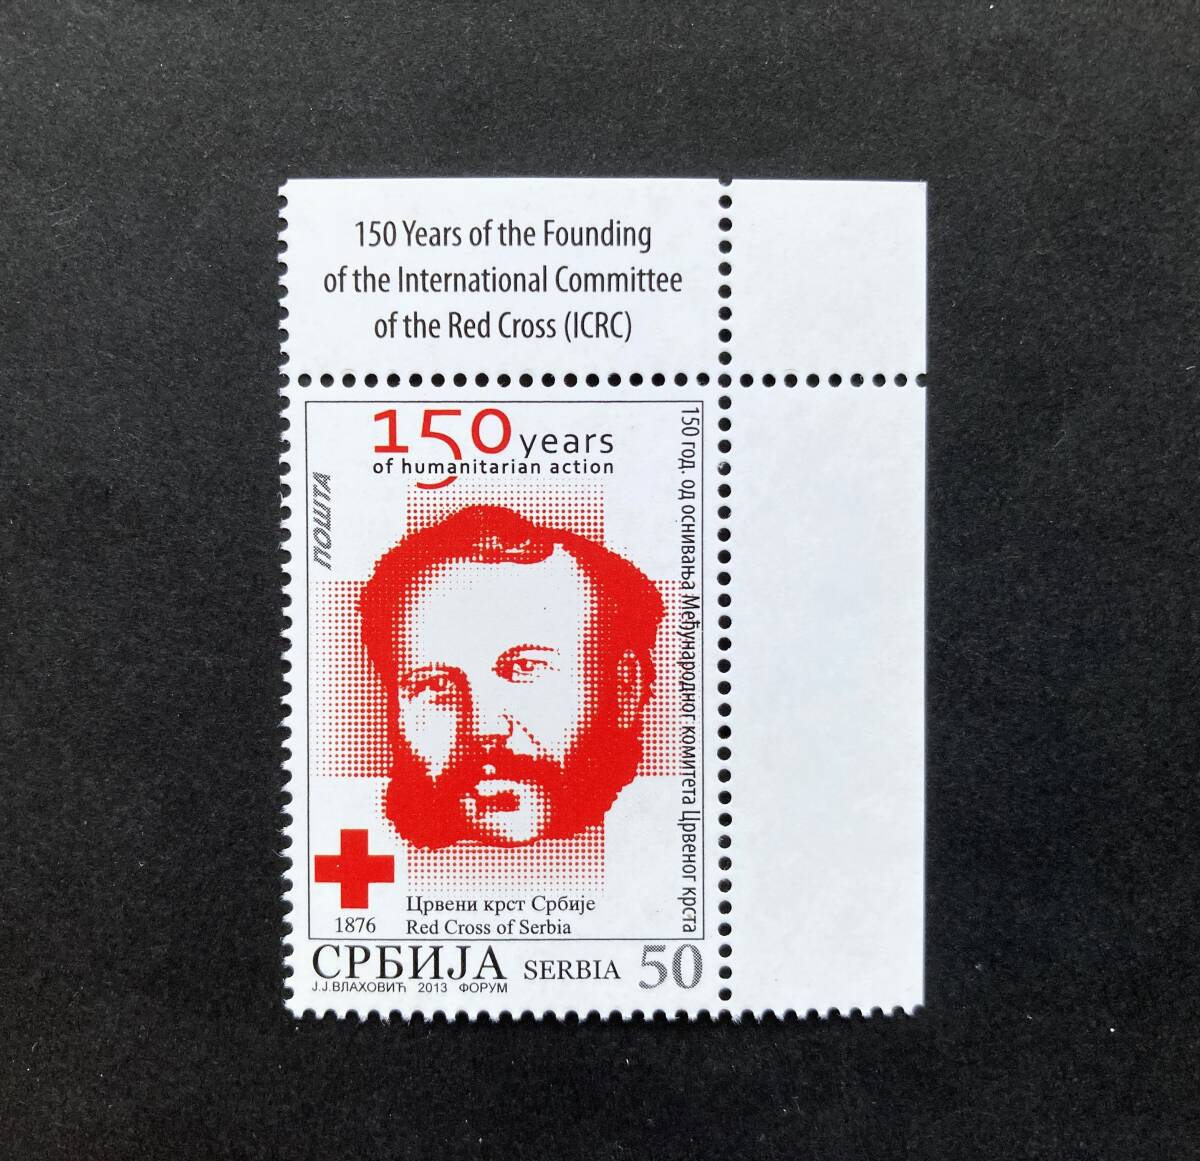 150 Years of the Founding
of the International Committee
of the Red Cross (ICRC)
150 years
of humanitarian action
ПОШТА
150 год. од оснивања Међународног комитета Црвеног крста
1876
Црвени крст Србије
Red Cross of Serbia
СРБИЈА SERBIA 50
Ј.Ј.ВЛАХОВИЋ 2013 ФОРУМ